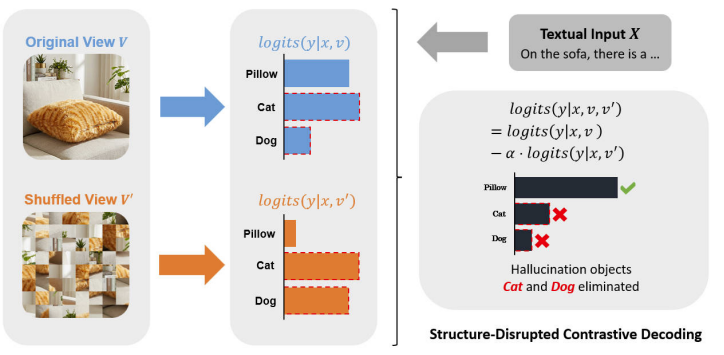 Original View V
logits(y|x, v)
Pillow
Cat
Dog
Shuffled View V'
logits(y|x, v')
Pillow
Cat
Dog
Textual Input X
On the sofa, there is a ...
logits(y|x, v, v')
= logits(y|x, v )
− α · logits(y|x, v')
Pillow
Cat
Dog
Hallucination objects
Cat and Dog eliminated
Structure-Disrupted Contrastive Decoding